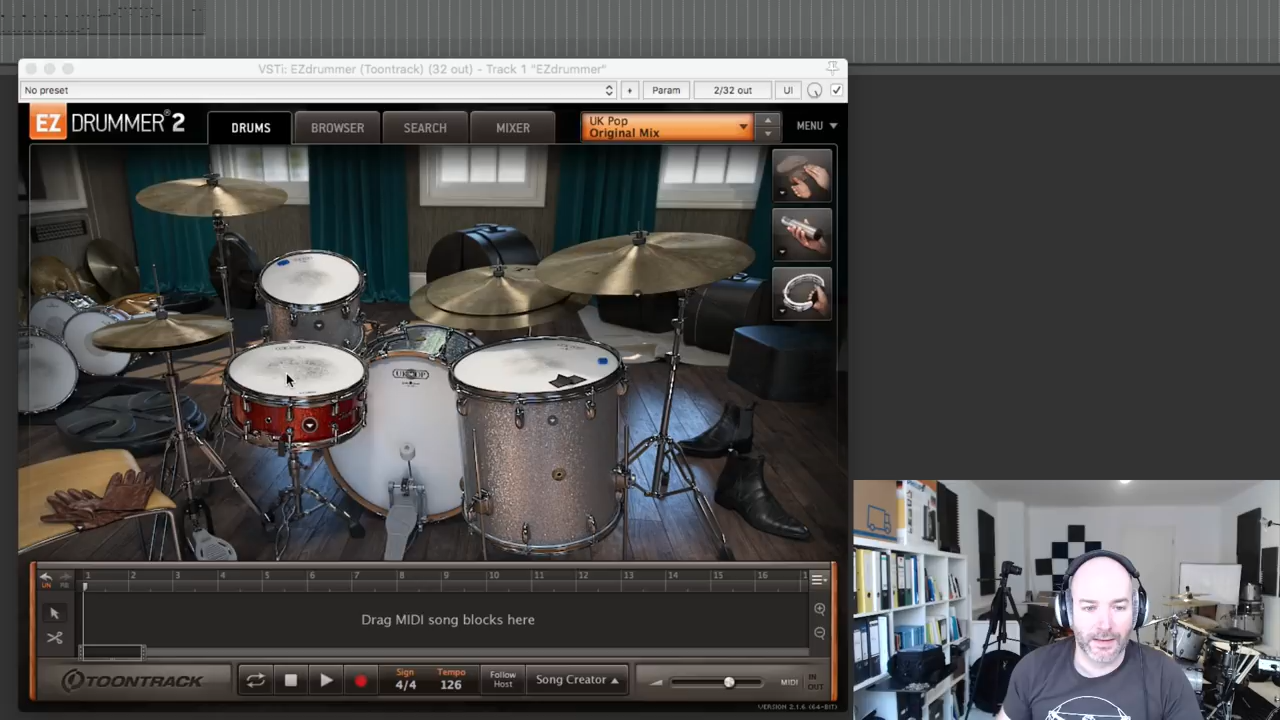 VSTi: EZdrummer (Toontrack) (32 out) - Track 1 "EZdrummer"
No preset
+
Param
2/32 out
UI
EZ DRUMMER 2
DRUMS
BROWSER
SEARCH
MIXER
UK Pop
Original Mix
MENU
UK POP
1 2 3 4 5 6 7 8 9 10 11 12 13 14 15 16 1
Drag MIDI song blocks here
TOONTRACK
Sign
4/4
Tempo
126
Follow
Host
Song Creator
MIDI
IN
OUT
VERSION 2.1.6 (64-BIT)